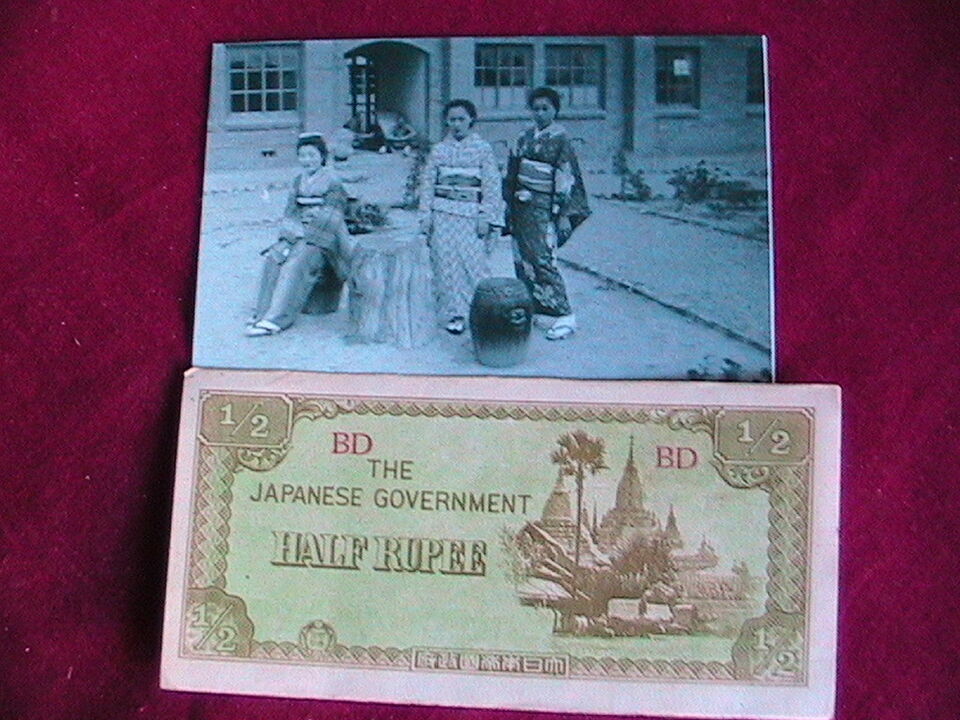 1/2
1/2
BD
BD
THE
JAPANESE GOVERNMENT
HALF RUPEE
1/2
1/2
大日本帝國政府